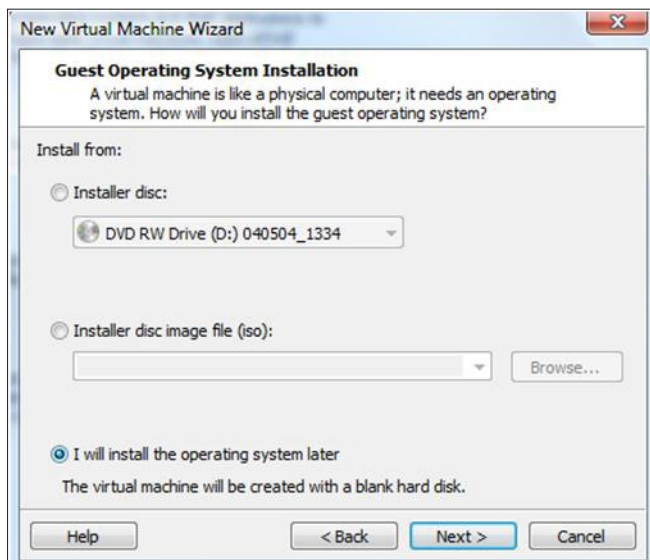 New Virtual Machine Wizard
Guest Operating System Installation
A virtual machine is like a physical computer; it needs an operating
system. How will you install the guest operating system?
Install from:
Installer disc:
DVD RW Drive (D:) 040504_1334
Installer disc image file (iso):
Browse...
I will install the operating system later
The virtual machine will be created with a blank hard disk.
Help
< Back
Next >
Cancel